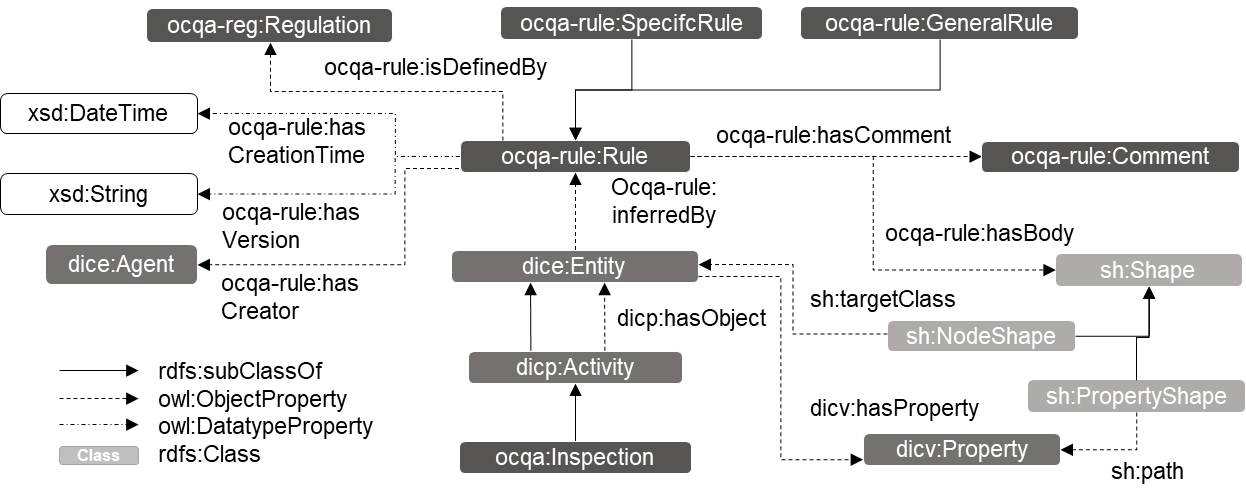 ocqa-reg:Regulation
ocqa-rule:SpecifcRule
ocqa-rule:GeneralRule
ocqa-rule:isDefinedBy
xsd:DateTime
ocqa-rule:has
CreationTime
ocqa-rule:Rule
ocqa-rule:hasComment
ocqa-rule:Comment
xsd:String
ocqa-rule:has
Version
Ocqa-rule:
inferredBy
ocqa-rule:hasBody
dice:Agent
ocqa-rule:has
Creator
dice:Entity
sh:Shape
sh:targetClass
dicp:hasObject
sh:NodeShape
rdfs:subClassOf
owl:ObjectProperty
owl:DatatypeProperty
Class
rdfs:Class
dicp:Activity
sh:PropertyShape
dicv:hasProperty
ocqa:Inspection
dicv:Property
sh:path